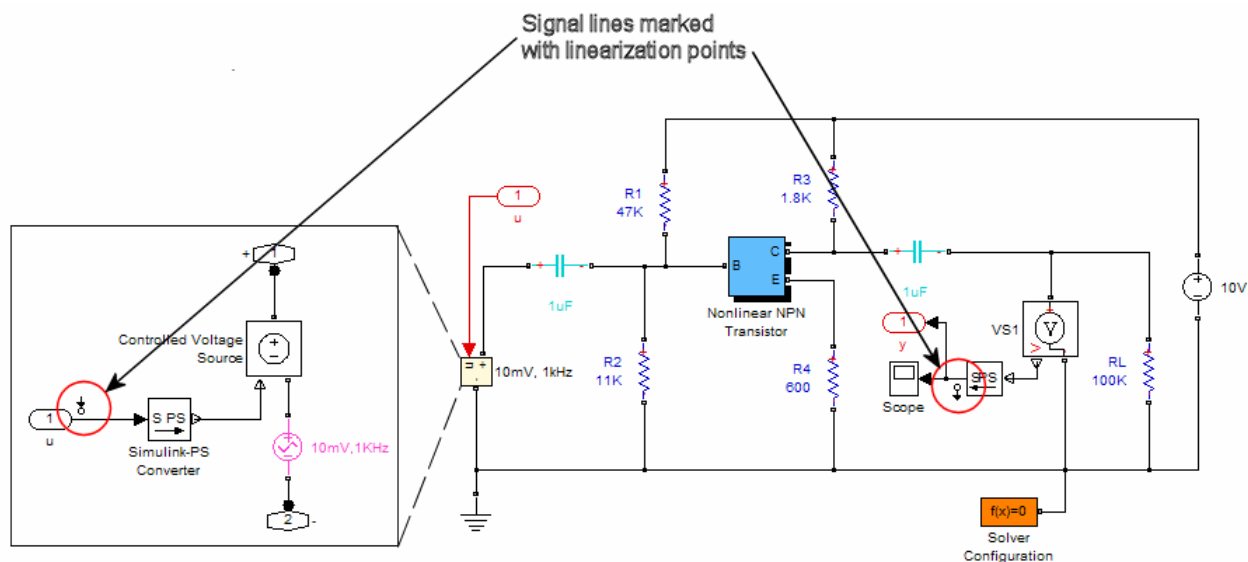 Signal lines marked
with linearization points
R1
47K
R3
1.8K
1
u
B
C
E
Nonlinear NPN
Transistor
1uF
1uF
10V
+
1
Controlled Voltage
Source
1
u
S PS
Simulink-PS
Converter
10mV,1KHz
2
-
u
+
-
10mV, 1kHz
R2
11K
R4
600
1
y
Scope
VS1
V
V
RL
100K
f(x)=0
Solver
Configuration